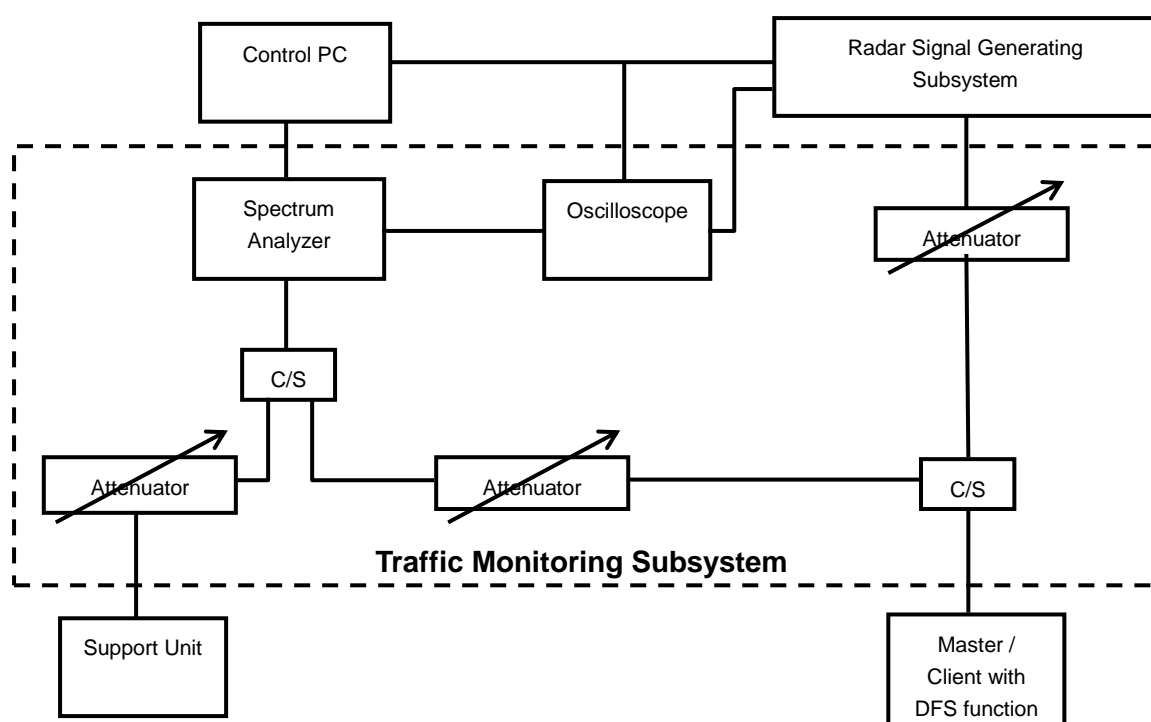 Control PC
Radar Signal Generating
Subsystem
Spectrum
Analyzer
Oscilloscope
Attenuator
C/S
Attenuator
Attenuator
C/S
Traffic Monitoring Subsystem
Support Unit
Master /
Client with
DFS function